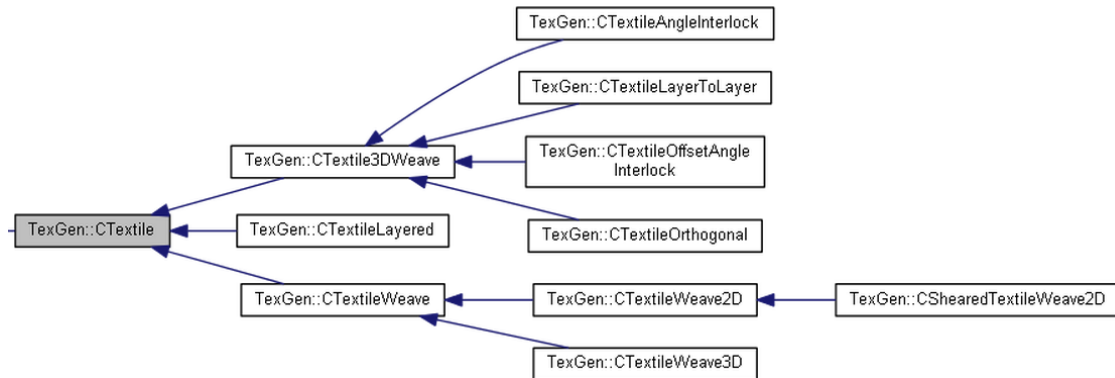 TexGen::CTextileAngleInterlock
TexGen::CTextileLayerToLayer
TexGen::CTextile3DWeave
TexGen::CTextileOffsetAngle
Interlock
TexGen::CTextile
TexGen::CTextileLayered
TexGen::CTextileOrthogonal
TexGen::CTextileWeave
TexGen::CTextileWeave2D
TexGen::CShearedTextileWeave2D
TexGen::CTextileWeave3D